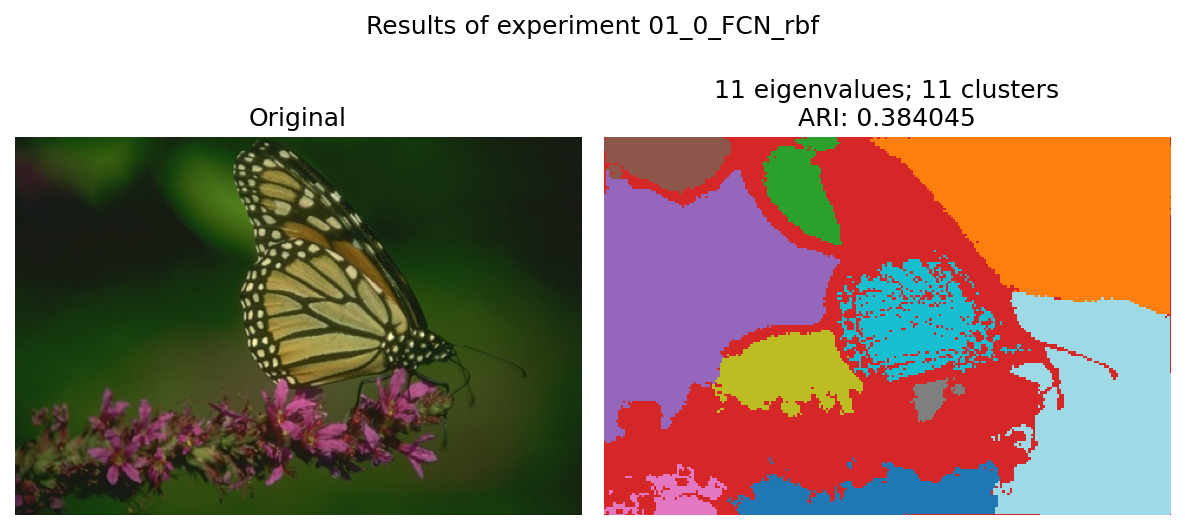 Results of experiment 01_0_FCN_rbf
Original
11 eigenvalues; 11 clusters
ARI: 0.384045